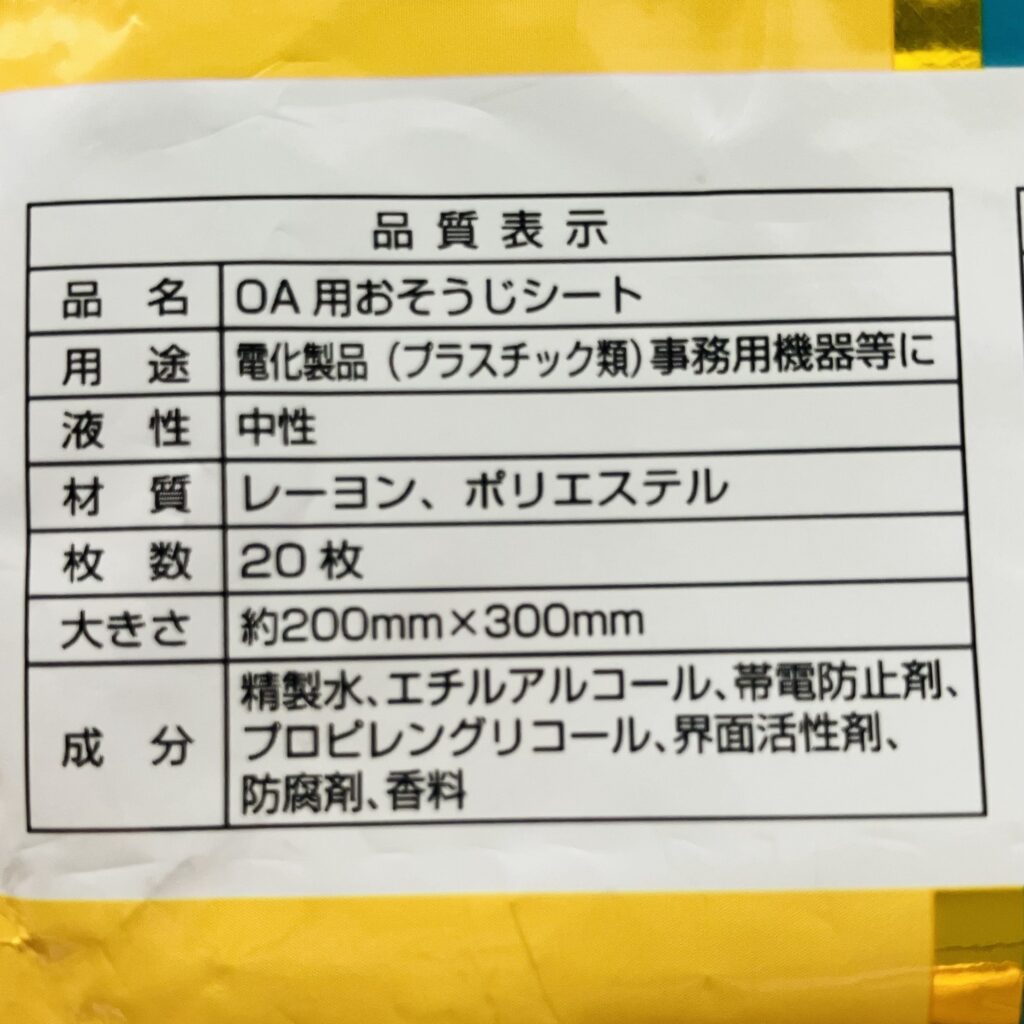 品質表示
品名 OA用おそうじシート
用途 電化製品（プラスチック類）事務用機器等に
液性 中性
材質 レーヨン、ポリエステル
枚数 20枚
大きさ 約200mm×300mm
成分 精製水、エチルアルコール、帯電防止剤、
プロピレングリコール、界面活性剤、
防腐剤、香料